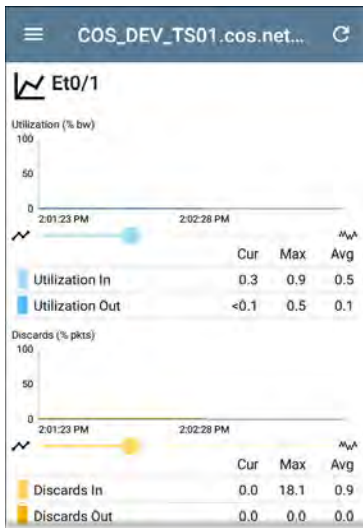 COS_DEV_TS01.cos.net...
Et0/1
Utilization (% bw)
100
50
0
2:01:23 PM 2:02:28 PM
Cur Max Avg
Utilization In 0.3 0.9 0.5
Utilization Out <0.1 0.5 0.1
Discards (% pkts)
100
50
0
2:01:23 PM 2:02:28 PM
Cur Max Avg
Discards In 0.0 18.1 0.9
Discards Out 0.0 0.0 0.0